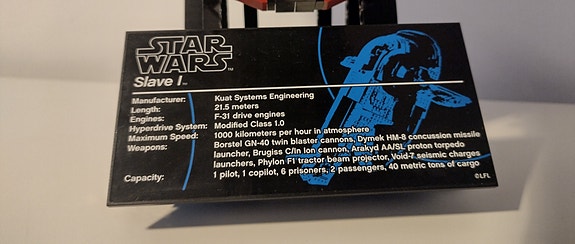 STAR
WARS™
Slave I™
Manufacturer: Kuat Systems Engineering
Length: 21.5 meters
Engines: F-31 drive engines
Hyperdrive System: Modified Class 1.0
Maximum Speed: 1000 kilometers per hour in atmosphere
Weapons: Borstel GN-40 twin blaster cannons, Dymek HM-8 concussion missile
launcher, Brugiss C/in Ion cannon, Arakyd AA/SL proton torpedo
launchers, Phylon F1 tractor beam projector, Void-7 seismic charges
Capacity: 1 pilot, 1 copilot, 6 prisoners, 2 passengers, 40 metric tons of cargo
©LFL